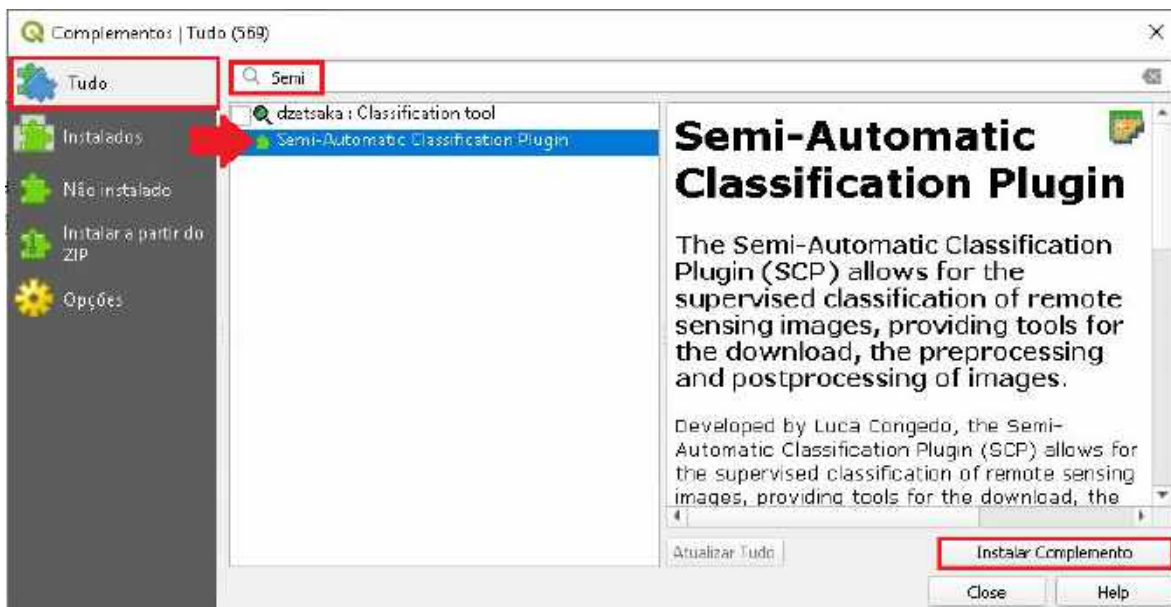 Complementos | Tudo (569)
Tudo
Instalados
Não instalado
Instalar a partir do
ZIP
Opções
Semi
dzetsaka : Classification tool
Semi-Automatic Classification Plugin
Semi-Automatic
Classification Plugin
The Semi-Automatic Classification
Plugin (SCP) allows for the
supervised classification of remote
sensing images, providing tools for
the download, the preprocessing
and postprocessing of images.
Developed by Luca Congedo, the Semi-
Automatic Classification Plugin (SCP) allows for
the supervised classification of remote sensing
images, providing tools for the download, the
Atualizar Tudo
Instalar Complemento
Close
Help